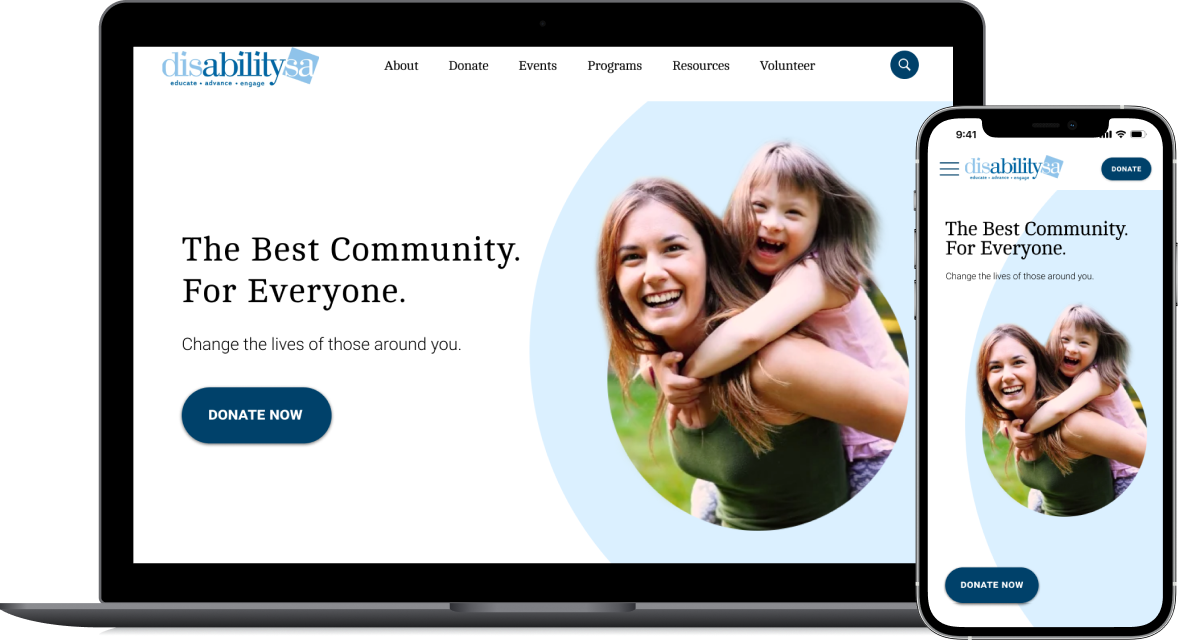 disabilitysa
educate • advance • engage
About
Donate
Events
Programs
Resources
Volunteer
The Best Community.
For Everyone.
Change the lives of those around you.
DONATE NOW
9:41
disabilitysa
educate • advance • engage
DONATE
The Best Community.
For Everyone.
Change the lives of those around you.
DONATE NOW